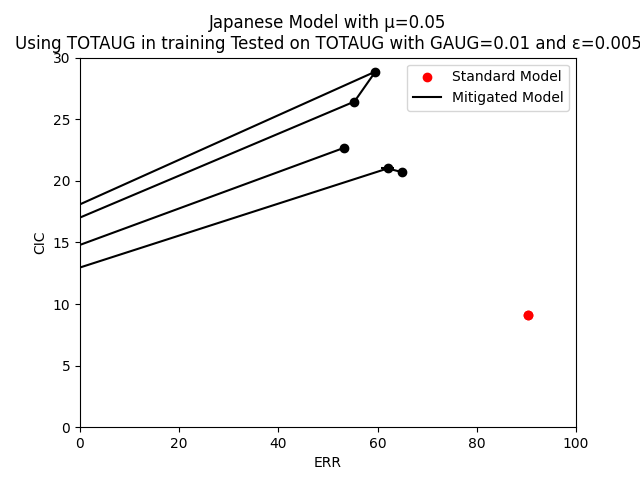 Japanese Model with μ=0.05
Using TOTAUG in training Tested on TOTAUG with GAUG=0.01 and ε=0.005
Standard Model
Mitigated Model
30
25
20
15
10
5
0
CIC
0 20 40 60 80 100
ERR